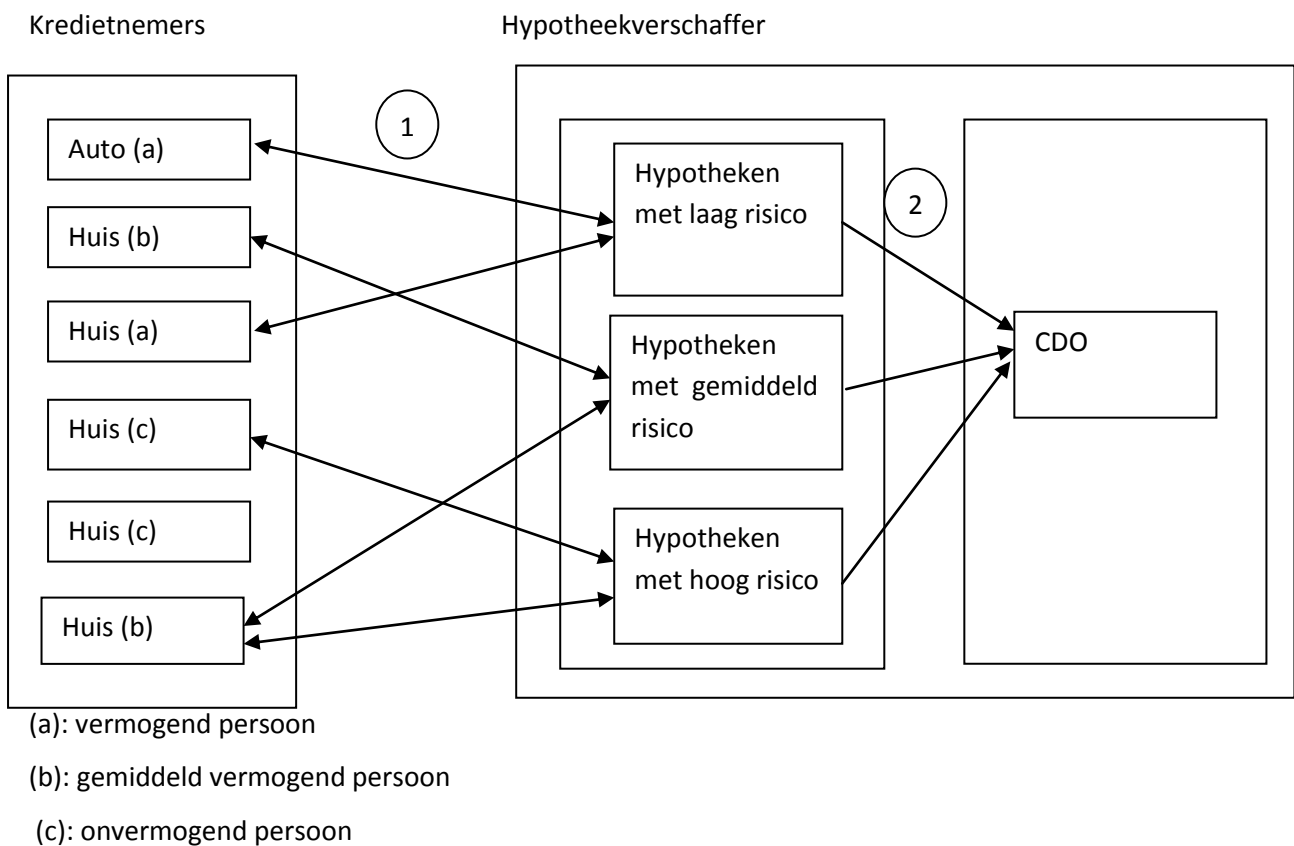 Kredietnemers
Hypotheekverschaffer
1
Auto (a)
Huis (b)
Huis (a)
Huis (c)
Huis (c)
Huis (b)
Hypotheken
met laag risico
2
Hypotheken
met gemiddeld
risico
Hypotheken
met hoog risico
CDO
(a): vermogend persoon
(b): gemiddeld vermogend persoon
(c): onvermogend persoon